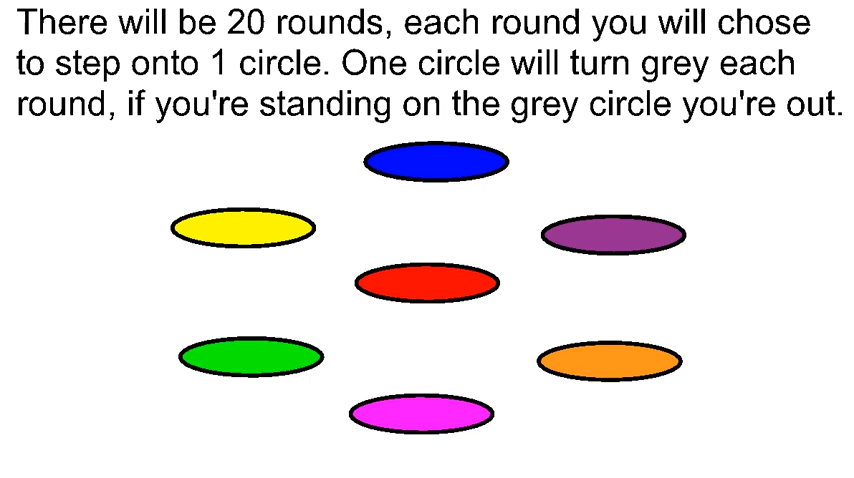 There will be 20 rounds, each round you will chose
to step onto 1 circle. One circle will turn grey each
round, if you're standing on the grey circle you're out.